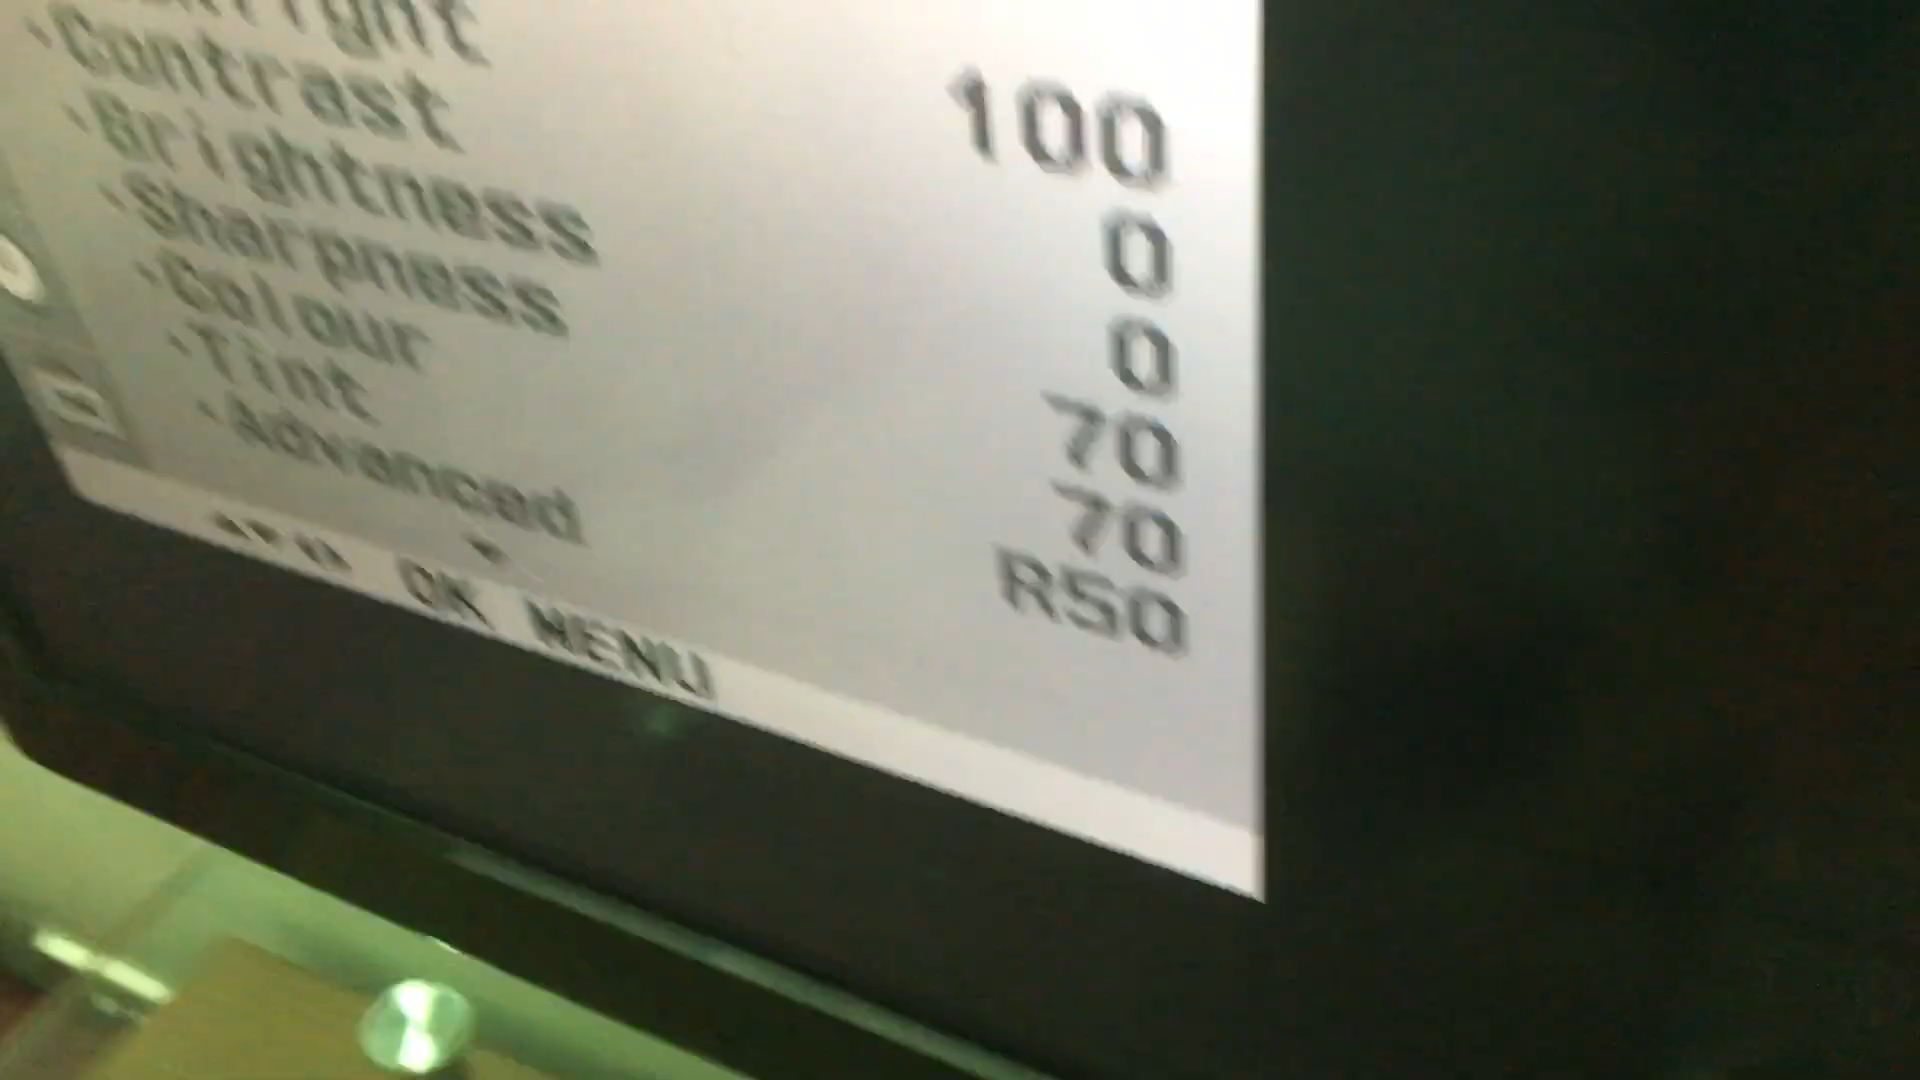 100
Contrast 0
Brightness 0
Sharpness 70
Colour 70
Tint R50
Advanced
OK MENU